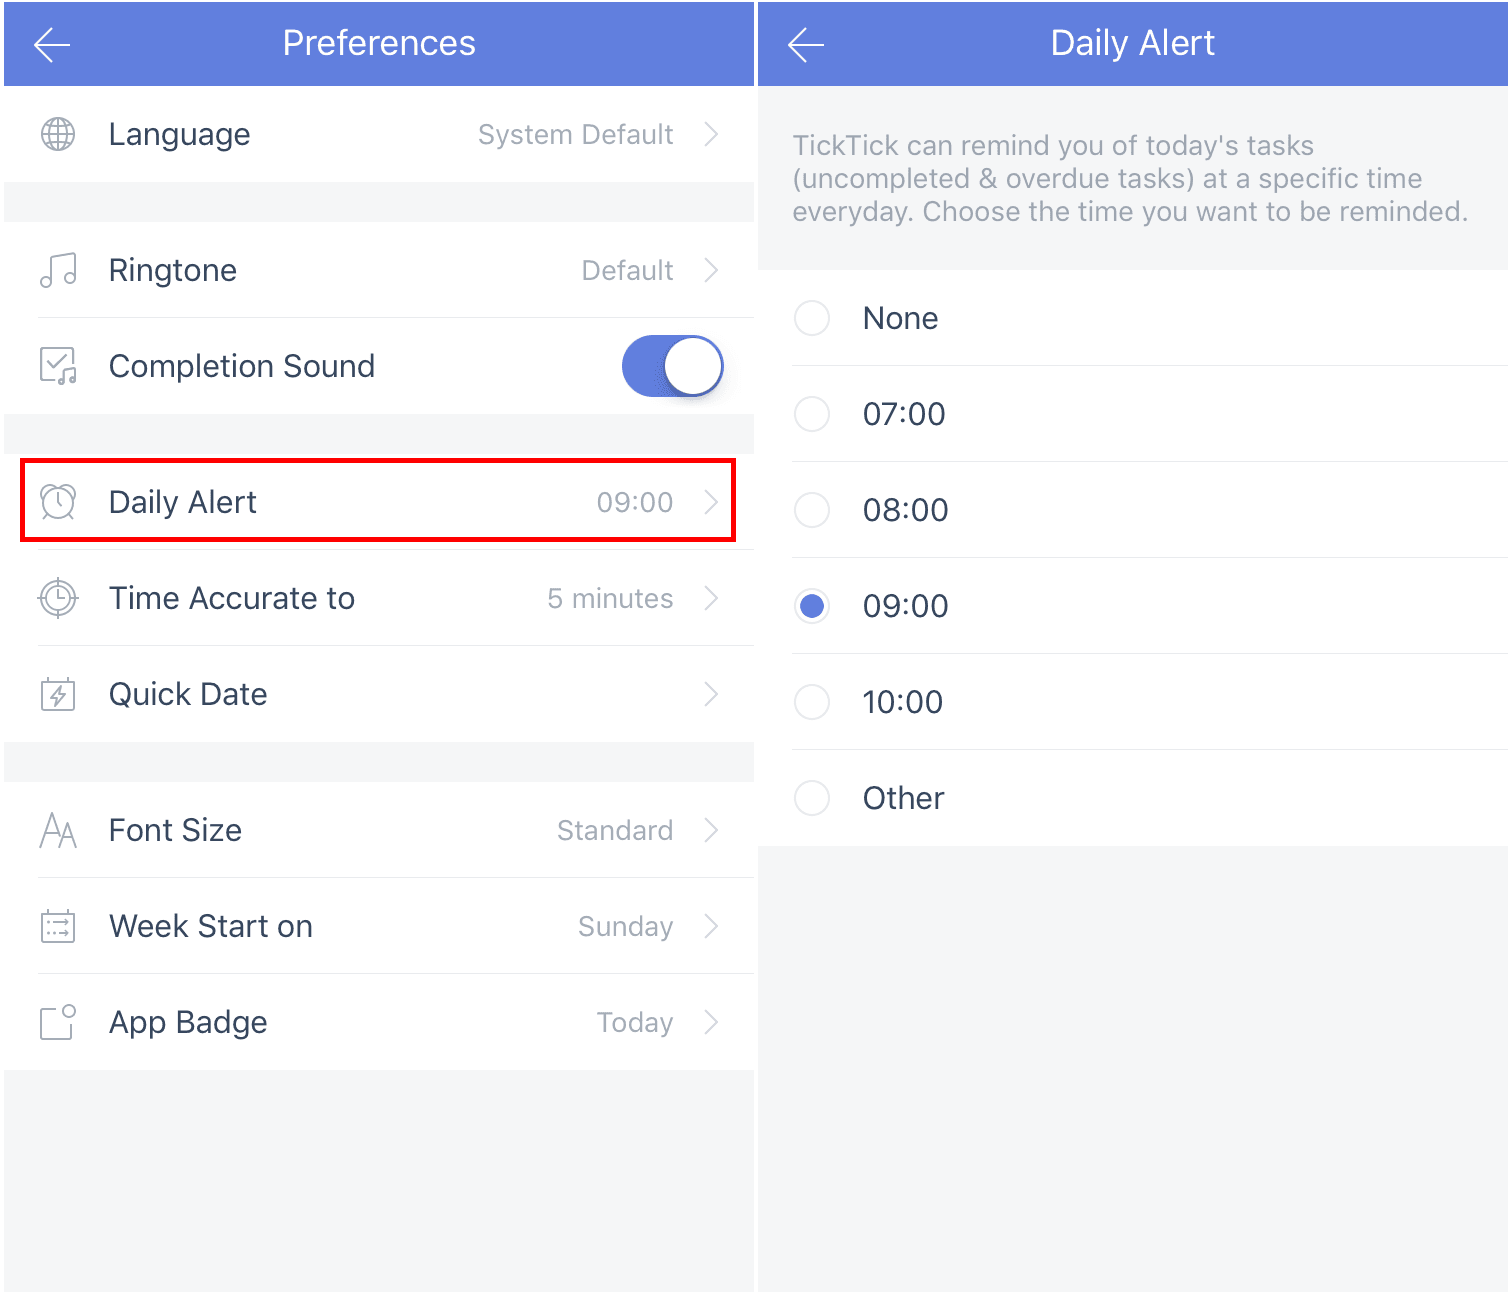 Preferences
Language System Default
Ringtone Default
Completion Sound
Daily Alert 09:00
Time Accurate to 5 minutes
Quick Date
Font Size Standard
Week Start on Sunday
App Badge Today
Daily Alert
TickTick can remind you of today's tasks
(uncompleted & overdue tasks) at a specific time
everyday. Choose the time you want to be reminded.
None
07:00
08:00
09:00
10:00
Other